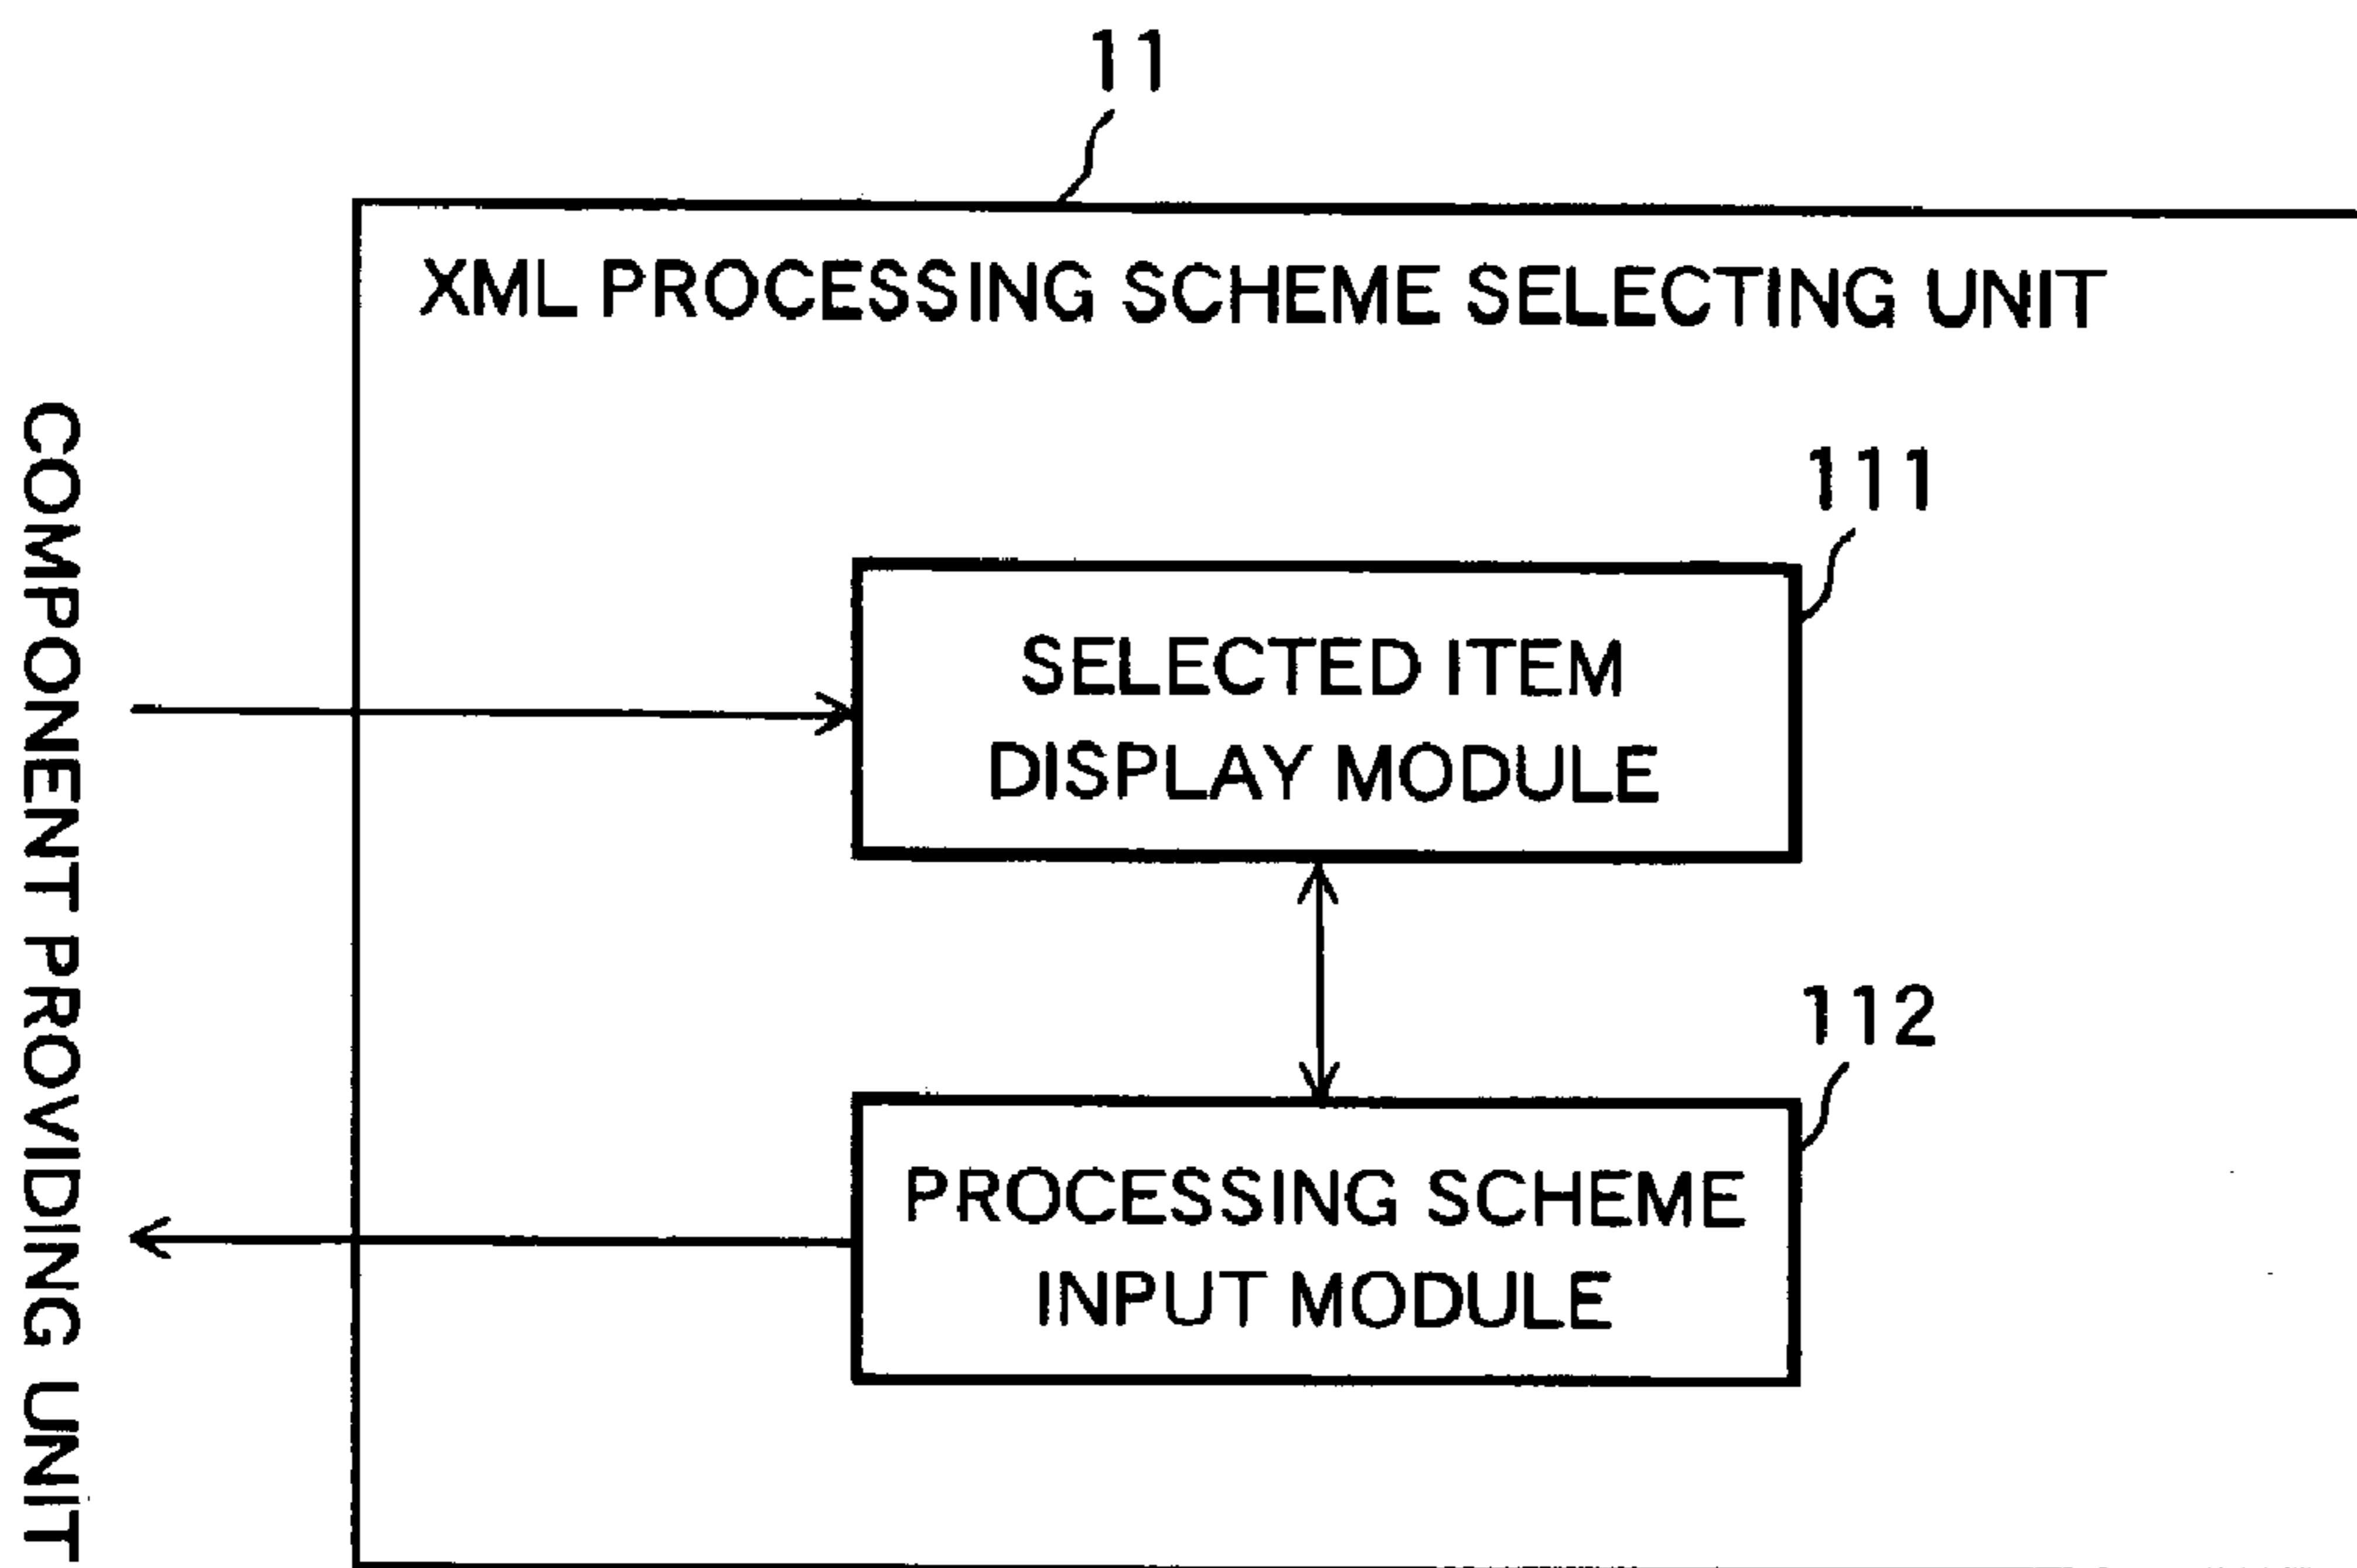 11
XML PROCESSING SCHEME SELECTING UNIT
COMPONENT PROVIDING UNIT
111
SELECTED ITEM
DISPLAY MODULE
112
PROCESSING SCHEME
INPUT MODULE